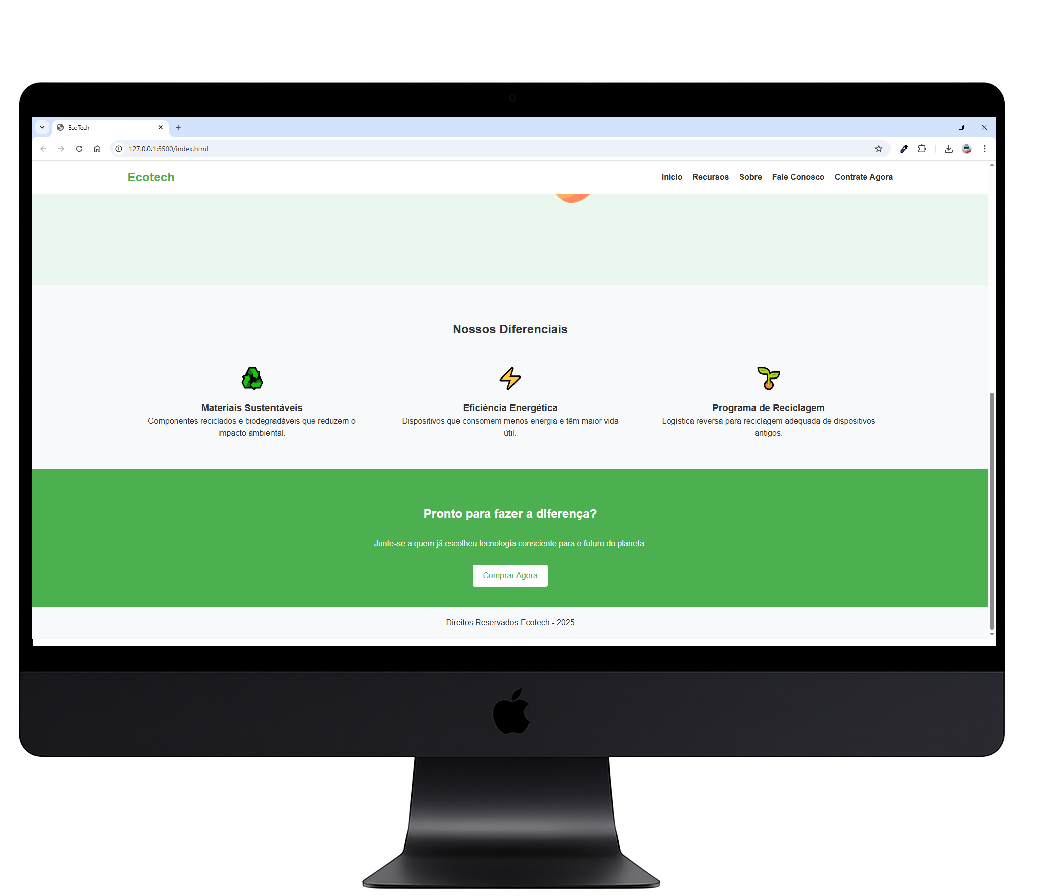 EcoTech
127.0.0.1:5500/index.html
Ecotech
Início Recursos Sobre Fale Conosco Contrate Agora
Nossos Diferenciais
Materiais Sustentáveis
Componentes reciclados e biodegradáveis que reduzem o
impacto ambiental.
Eficiência Energética
Dispositivos que consomem menos energia e têm maior vida
útil.
Programa de Reciclagem
Logística reversa para reciclagem adequada de dispositivos
antigos.
Pronto para fazer a diferença?
Junte-se a quem já escolheu tecnologia consciente para o futuro do planeta
Comprar Agora
Direitos Reservados Ecotech - 2025